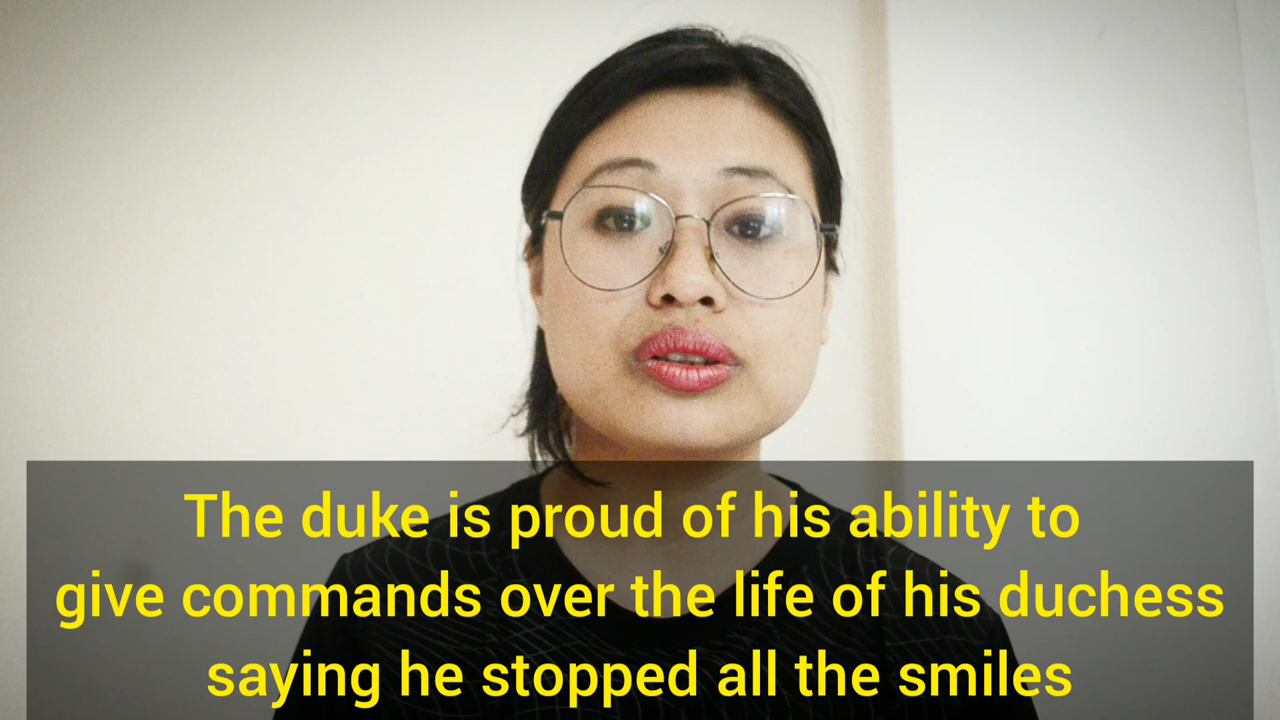 The duke is proud of his ability to
give commands over the life of his duchess
saying he stopped all the smiles